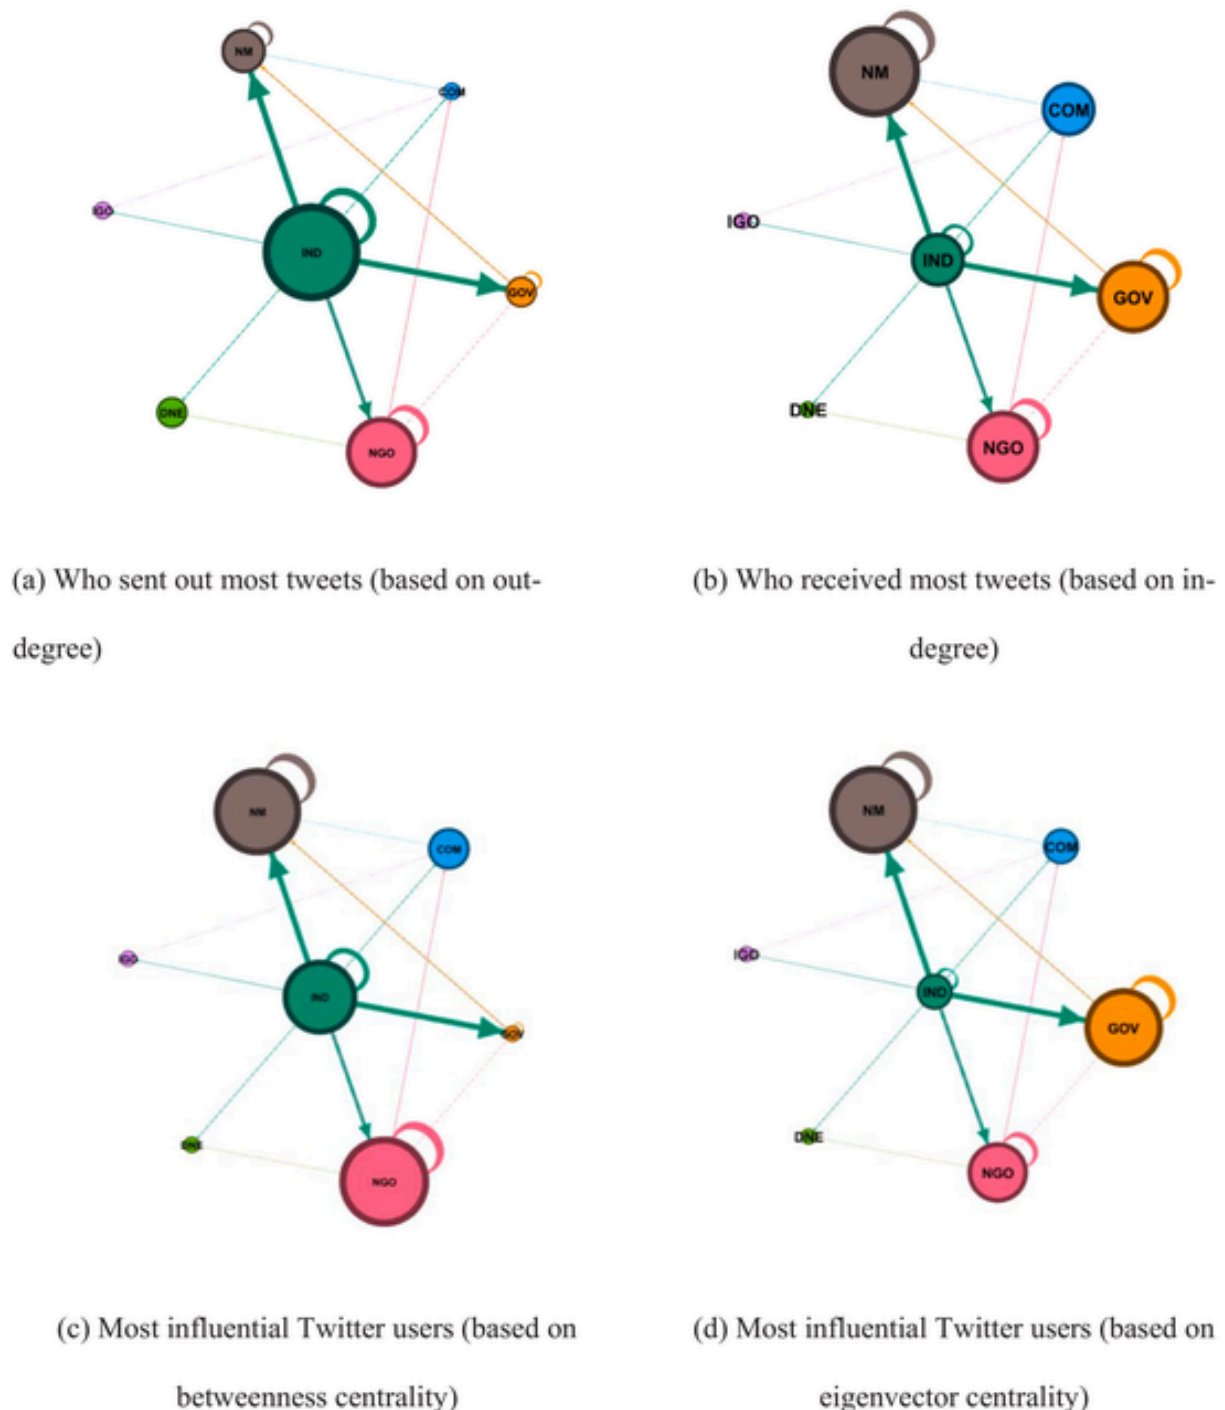 NM
COM
IGO
IND
GOV
DNE
NGO
NM
COM
IGO
IND
GOV
DNE
NGO
(a) Who sent out most tweets (based on out-
degree)
(b) Who received most tweets (based on in-
degree)
NM
COM
IGO
IND
GOV
DNE
NGO
NM
COM
IGO
IND
GOV
DNE
NGO
(c) Most influential Twitter users (based on
betweenness centrality)
(d) Most influential Twitter users (based on
eigenvector centrality)